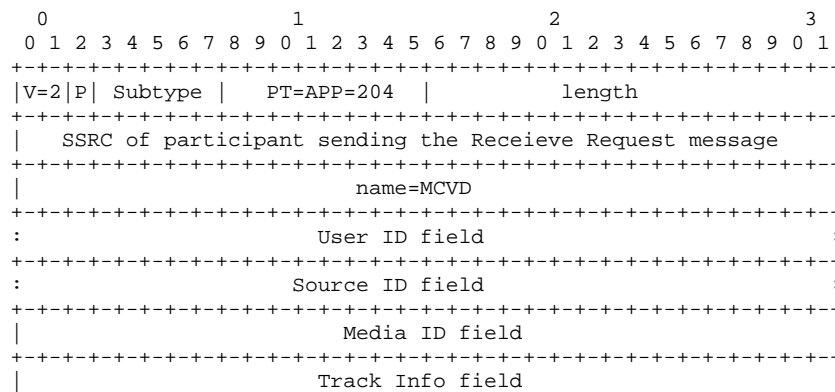 0                   1                   2                   3
0 1 2 3 4 5 6 7 8 9 0 1 2 3 4 5 6 7 8 9 0 1 2 3 4 5 6 7 8 9 0 1
+-+-+-+-+-+-+-+-+-+-+-+-+-+-+-+-+-+-+-+-+-+-+-+-+-+-+-+-+-+-+-+-
|V=2|P| Subtype |   PT=APP=204  |          length
+-+-+-+-+-+-+-+-+-+-+-+-+-+-+-+-+-+-+-+-+-+-+-+-+-+-+-+-+-+-+-+-
|   SSRC of participant sending the Receieve Request message
+-+-+-+-+-+-+-+-+-+-+-+-+-+-+-+-+-+-+-+-+-+-+-+-+-+-+-+-+-+-+-+-
|                          name=MCVD
+-+-+-+-+-+-+-+-+-+-+-+-+-+-+-+-+-+-+-+-+-+-+-+-+-+-+-+-+-+-+-+-
:                       User ID field                           :
+-+-+-+-+-+-+-+-+-+-+-+-+-+-+-+-+-+-+-+-+-+-+-+-+-+-+-+-+-+-+-+-
:                     Source ID field                           :
+-+-+-+-+-+-+-+-+-+-+-+-+-+-+-+-+-+-+-+-+-+-+-+-+-+-+-+-+-+-+-+-
|                         Media ID field
+-+-+-+-+-+-+-+-+-+-+-+-+-+-+-+-+-+-+-+-+-+-+-+-+-+-+-+-+-+-+-+-
|                       Track Info field